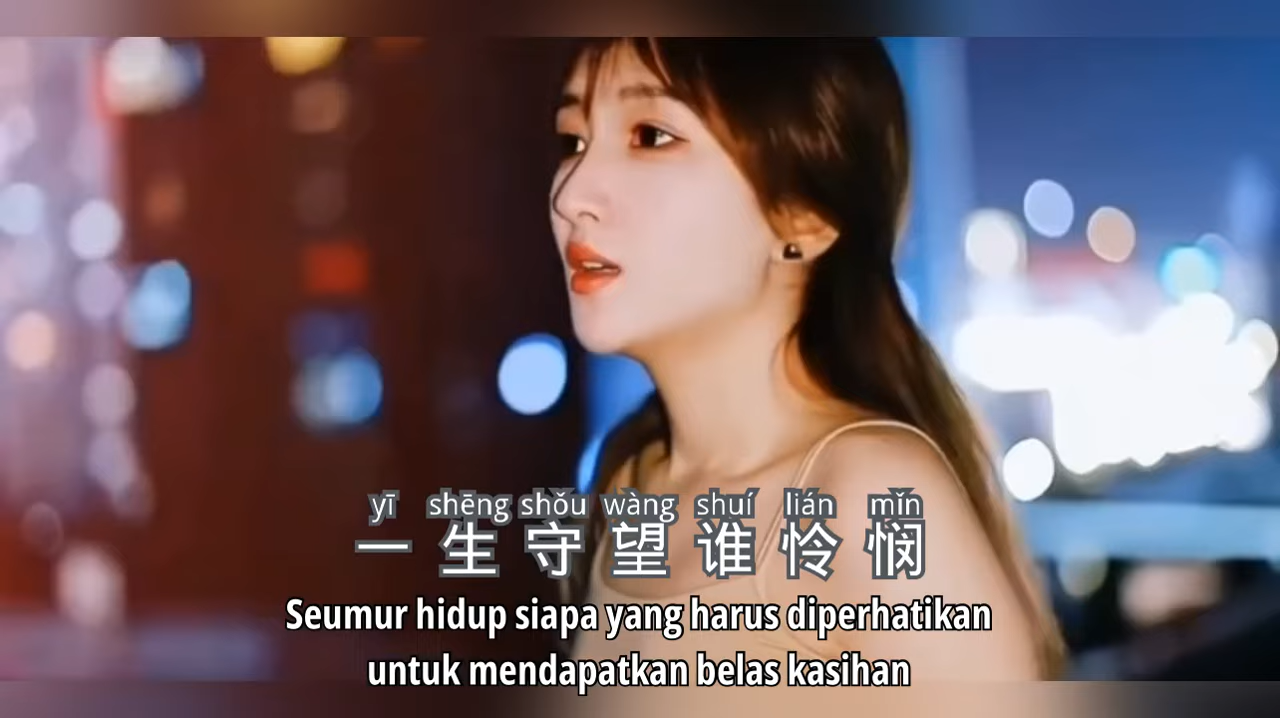 yī shēng shǒu wàng shuí lián mǐn
一生守望谁怜悯
Seumur hidup siapa yang harus diperhatikan
untuk mendapatkan belas kasihan